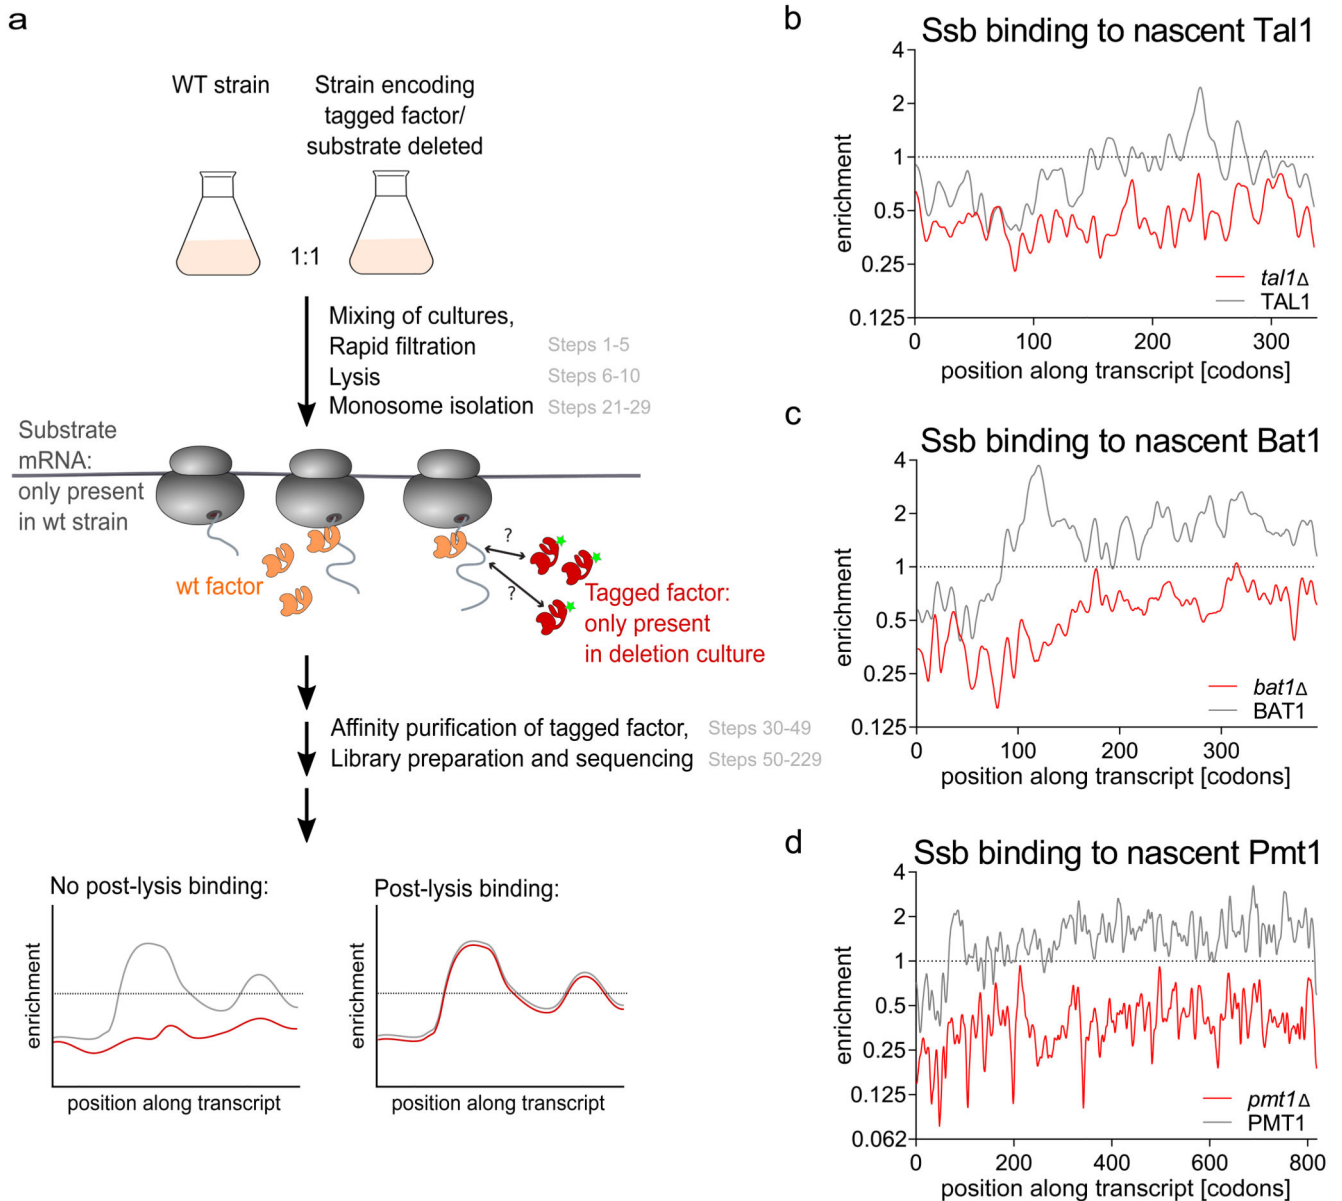 a
WT strain
Strain encoding
tagged factor/
substrate deleted
1:1
Mixing of cultures,
Rapid filtration Steps 1-5
Lysis Steps 6-10
Monosome isolation Steps 21-29
Substrate
mRNA:
only present
in wt strain
wt factor
?
?
Tagged factor:
only present
in deletion culture
Affinity purification of tagged factor, Steps 30-49
Library preparation and sequencing Steps 50-229
No post-lysis binding:
enrichment
position along transcript
Post-lysis binding:
enrichment
position along transcript
b
Ssb binding to nascent Tal1
4
2
1
0.5
0.25
0.125
enrichment
tal1Δ
TAL1
0 100 200 300
position along transcript [codons]
c
Ssb binding to nascent Bat1
4
2
1
0.5
0.25
0.125
enrichment
bat1Δ
BAT1
0 100 200 300
position along transcript [codons]
d
Ssb binding to nascent Pmt1
4
2
1
0.5
0.25
0.125
0.062
enrichment
pmt1Δ
PMT1
0 200 400 600 800
position along transcript [codons]